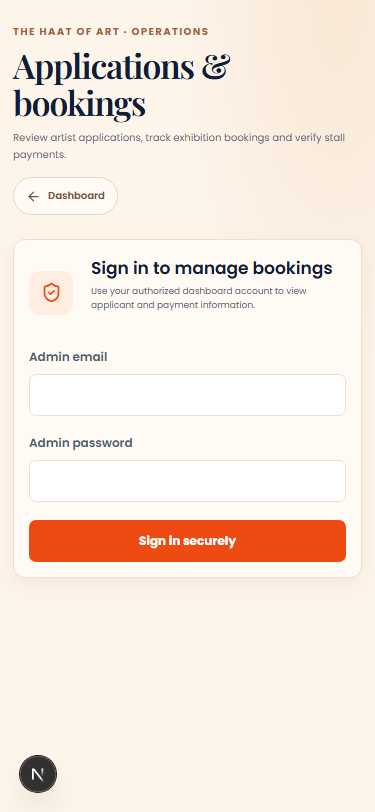 THE HAAT OF ART · OPERATIONS
Applications &
bookings
Review artist applications, track exhibition bookings and verify stall
payments.
← Dashboard
Sign in to manage bookings
Use your authorized dashboard account to view
applicant and payment information.
Admin email
Admin password
Sign in securely
N